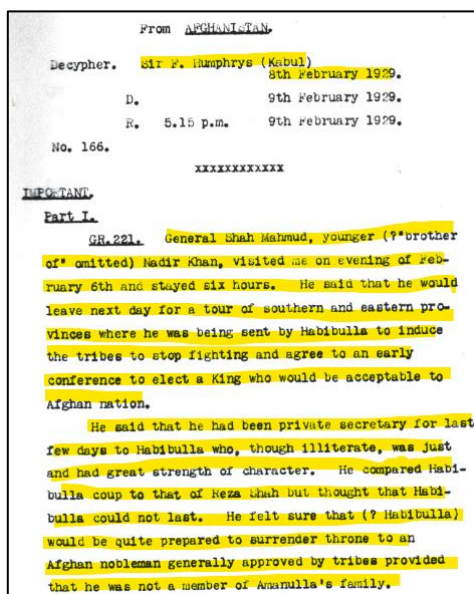 From AFGHANISTAN.
Decypher. Sir F. Humphrys (Kabul)
8th February 1929.
D. 9th February 1929.
R. 5.15 p.m. 9th February 1929.
No. 166.
xxxxxxxxxxxx
IMPORTANT.
Part I.
GR.221. General Shah Mahmud, younger (?"brother
of" omitted) Nadir Khan, visited me on evening of Feb-
ruary 6th and stayed six hours. He said that he would
leave next day for a tour of southern and eastern pro-
vinces where he was being sent by Habibulla to induce
the tribes to stop fighting and agree to an early
conference to elect a King who would be acceptable to
Afghan nation.
He said that he had been private secretary for last
few days to Habibulla who, though illiterate, was just
and had great strength of character. He compared Habi-
bulla coup to that of Reza Shah but thought that Habi-
bulla could not last. He felt sure that (? Habibulla)
would be quite prepared to surrender throne to an
Afghan nobleman generally approved by tribes provided
that he was not a member of Amanulla's family.